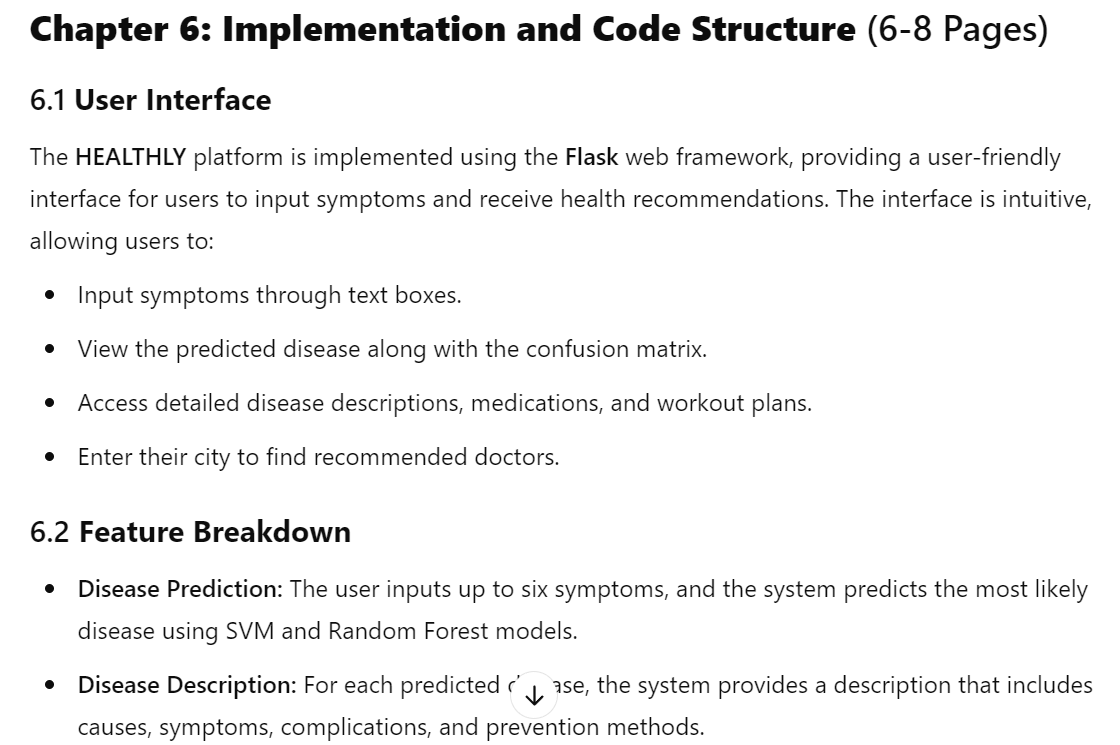 Chapter 6: Implementation and Code Structure (6-8 Pages)
6.1 User Interface
The HEALTHLY platform is implemented using the Flask web framework, providing a user-friendly
interface for users to input symptoms and receive health recommendations. The interface is intuitive,
allowing users to:
• Input symptoms through text boxes.
• View the predicted disease along with the confusion matrix.
• Access detailed disease descriptions, medications, and workout plans.
• Enter their city to find recommended doctors.
6.2 Feature Breakdown
• Disease Prediction: The user inputs up to six symptoms, and the system predicts the most likely
disease using SVM and Random Forest models.
• Disease Description: For each predicted disease, the system provides a description that includes
causes, symptoms, complications, and prevention methods.